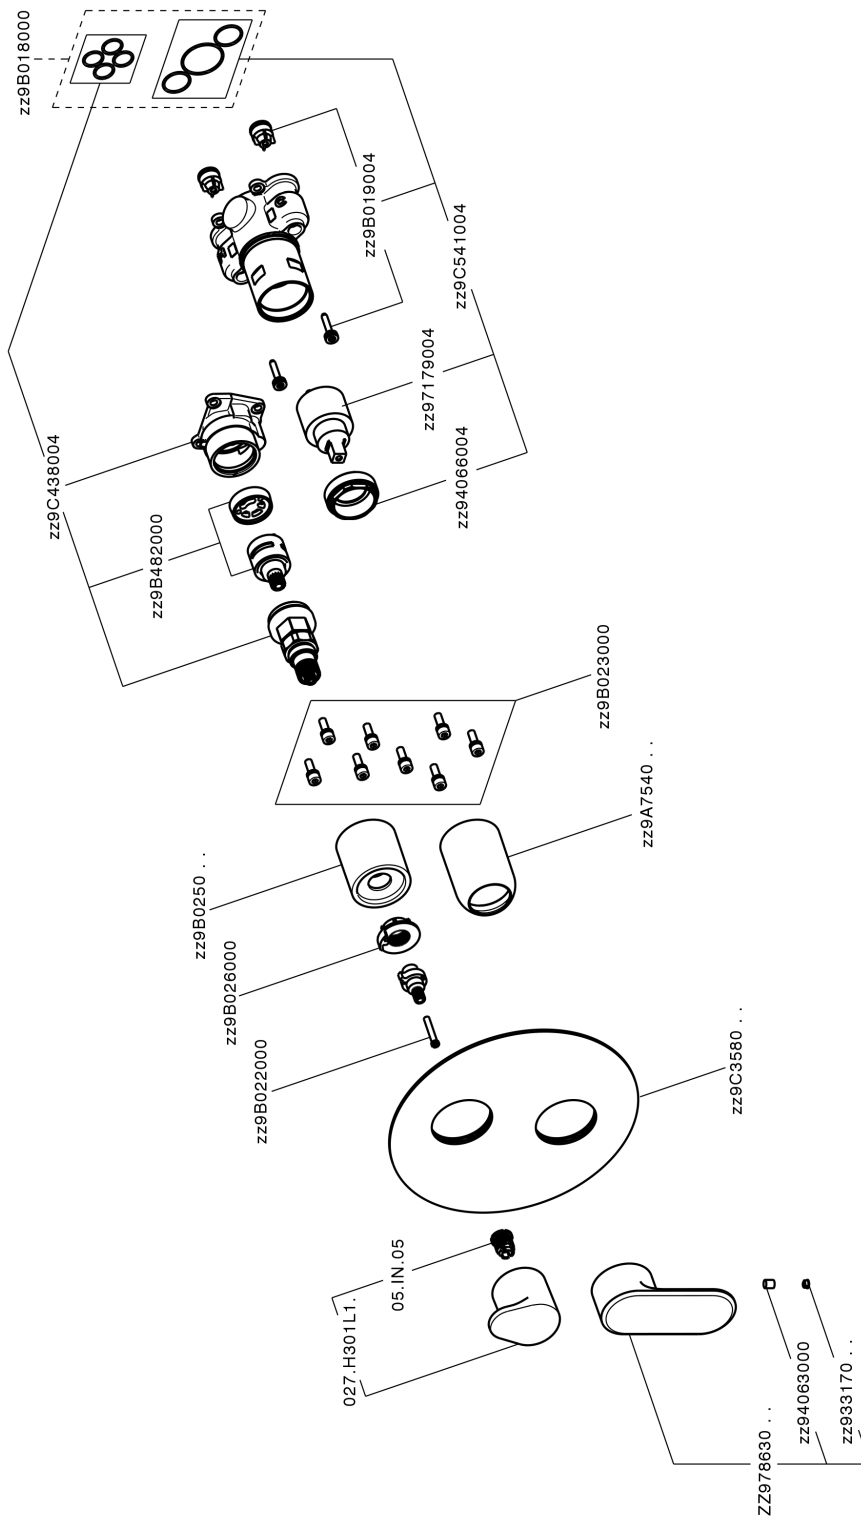 zz9B018000
zz9B019004
zz9C541004
zz97179004
zz94066004
zz9C438004
zz9B482000
zz9B023000
zz9A7540 . .
zz9B0250 . .
zz9B026000
zz9B022000
zz9C3580 . .
05.IN.05
027.H301L1.
zz94063000
zz933170 . .
ZZ978630 . .